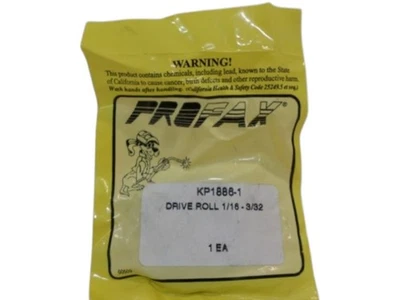 WARNING!
This product contains chemicals, including lead, known to the State
of California to cause cancer, birth defects and other reproductive harm.
Wash hands after handling. (California Health & Safety Code 25249.5 et seq.)
PROFAX®
KP1886-1
DRIVE ROLL 1/16 - 3/32
1 EA